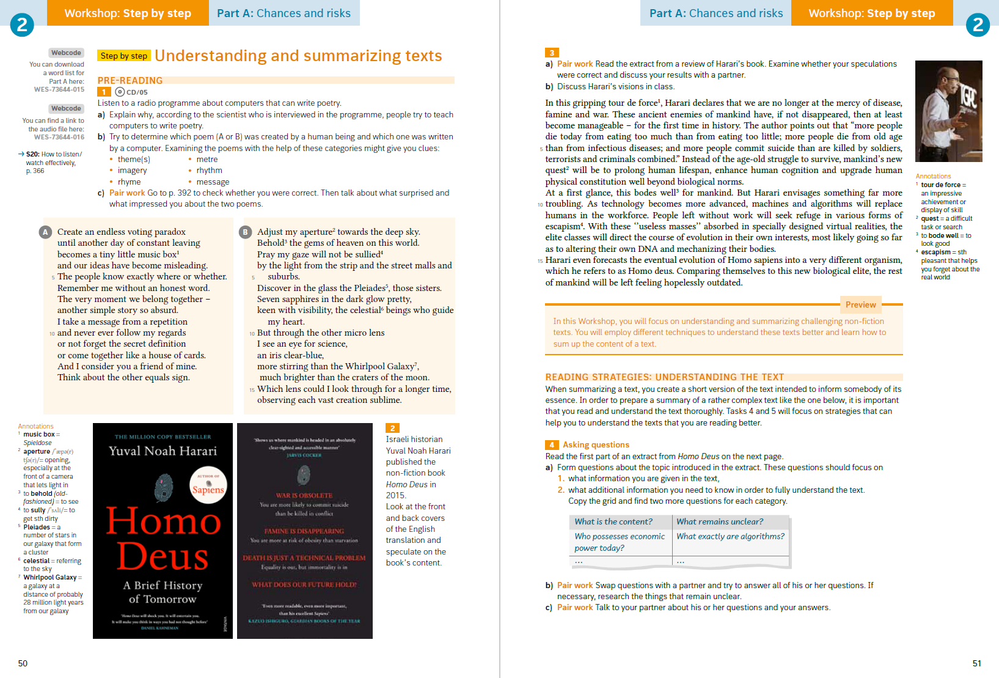 2
Workshop: Step by step
Part A: Chances and risks
Webcode
You can download
a word list for
Part A here:
WES-73644-015
Webcode
You can find a link to
the audio file here:
WES-73644-016
→ S20: How to listen/
watch effectively,
p. 366
Step by step Understanding and summarizing texts
PRE-READING
1 CD/05
Listen to a radio programme about computers that can write poetry.
a) Explain why, according to the scientist who is interviewed in the programme, people try to teach
computers to write poetry.
b) Try to determine which poem (A or B) was created by a human being and which one was written
by a computer. Examining the poems with the help of these categories might give you clues:
• theme(s) • metre
• imagery • rhythm
• rhyme • message
c) Pair work Go to p. 392 to check whether you were correct. Then talk about what surprised and
what impressed you about the two poems.
A Create an endless voting paradox
until another day of constant leaving
becomes a tiny little music box¹
and our ideas have become misleading.
5 The people know exactly where or whether.
Remember me without an honest word.
The very moment we belong together –
another simple story so absurd.
I take a message from a repetition
10 and never ever follow my regards
or not forget the secret definition
or come together like a house of cards.
And I consider you a friend of mine.
Think about the other equals sign.
B Adjust my aperture² towards the deep sky.
Behold³ the gems of heaven on this world.
Pray my gaze will not be sullied⁴
by the light from the strip and the street malls and
5 suburbs.
Discover in the glass the Pleiades⁵, those sisters.
Seven sapphires in the dark glow pretty,
keen with visibility, the celestial⁶ beings who guide
my heart.
10 But through the other micro lens
I see an eye for science,
an iris clear-blue,
more stirring than the Whirlpool Galaxy⁷,
much brighter than the craters of the moon.
15 Which lens could I look through for a longer time,
observing each vast creation sublime.
Annotations
¹ music box =
Spieldose
² aperture /ˈæpə(r)
tʃə(r)/= opening,
especially at the
front of a camera
that lets light in
³ to behold (old-
fashioned) = to see
⁴ to sully /ˈsʌli/= to
get sth dirty
⁵ Pleiades = a
number of stars in
our galaxy that form
a cluster
⁶ celestial = referring
to the sky
⁷ Whirlpool Galaxy =
a galaxy at a
distance of probably
28 million light years
from our galaxy
THE MILLION COPY BESTSELLER
Yuval Noah Harari
AUTHOR OF
Sapiens
Homo
Deus
A Brief History
of Tomorrow
'Homo Deus will shock you. It will entertain you.
It will make you think in ways you had not thought before'
DANIEL KAHNEMAN
VINTAGE
'Shows us where mankind is headed in an absolutely
clear-sighted and accessible manner'
JARVIS COCKER
WAR IS OBSOLETE
You are more likely to commit suicide
than be killed in conflict
FAMINE IS DISAPPEARING
You are more at risk of obesity than starvation
DEATH IS JUST A TECHNICAL PROBLEM
Equality is out, but immortality is in
WHAT DOES OUR FUTURE HOLD?
'Even more readable, even more important,
than his excellent Sapiens'
KAZUO ISHIGURO, GUARDIAN BOOKS OF THE YEAR
2
Israeli historian
Yuval Noah Harari
published the
non-fiction book
Homo Deus in
2015.
Look at the front
and back covers
of the English
translation and
speculate on the
book's content.
50
Part A: Chances and risks
Workshop: Step by step
2
3
a) Pair work Read the extract from a review of Harari's book. Examine whether your speculations
were correct and discuss your results with a partner.
b) Discuss Harari's visions in class.
In this gripping tour de force¹, Harari declares that we are no longer at the mercy of disease,
famine and war. These ancient enemies of mankind have, if not disappeared, then at least
become manageable – for the first time in history. The author points out that “more people
die today from eating too much than from eating too little; more people die from old age
5 than from infectious diseases; and more people commit suicide than are killed by soldiers,
terrorists and criminals combined.” Instead of the age-old struggle to survive, mankind's new
quest² will be to prolong human lifespan, enhance human cognition and upgrade human
physical constitution well beyond biological norms.
At a first glance, this bodes well³ for mankind. But Harari envisages something far more
10 troubling. As technology becomes more advanced, machines and algorithms will replace
humans in the workforce. People left without work will seek refuge in various forms of
escapism⁴. With these ‘‘useless masses’’ absorbed in specially designed virtual realities, the
elite classes will direct the course of evolution in their own interests, most likely going so far
as to altering their own DNA and mechanizing their bodies.
15 Harari even forecasts the eventual evolution of Homo sapiens into a very different organism,
which he refers to as Homo deus. Comparing themselves to this new biological elite, the rest
of mankind will be left feeling hopelessly outdated.
Annotations
¹ tour de force =
an impressive
achievement or
display of skill
² quest = a difficult
task or search
³ to bode well = to
look good
⁴ escapism = sth
pleasant that helps
you forget about the
real world
Preview
In this Workshop, you will focus on understanding and summarizing challenging non-fiction
texts. You will employ different techniques to understand these texts better and learn how to
sum up the content of a text.
READING STRATEGIES: UNDERSTANDING THE TEXT
When summarizing a text, you create a short version of the text intended to inform somebody of its
essence. In order to prepare a summary of a rather complex text like the one below, it is important
that you read and understand the text thoroughly. Tasks 4 and 5 will focus on strategies that can
help you to understand the texts that you are reading better.
4 Asking questions
Read the first part of an extract from Homo Deus on the next page.
a) Form questions about the topic introduced in the extract. These questions should focus on
1. what information you are given in the text,
2. what additional information you need to know in order to fully understand the text.
Copy the grid and find two more questions for each category.
What is the content? What remains unclear?
Who possesses economic What exactly are algorithms?
power today?
... ...
b) Pair work Swap questions with a partner and try to answer all of his or her questions. If
necessary, research the things that remain unclear.
c) Pair work Talk to your partner about his or her questions and your answers.
51